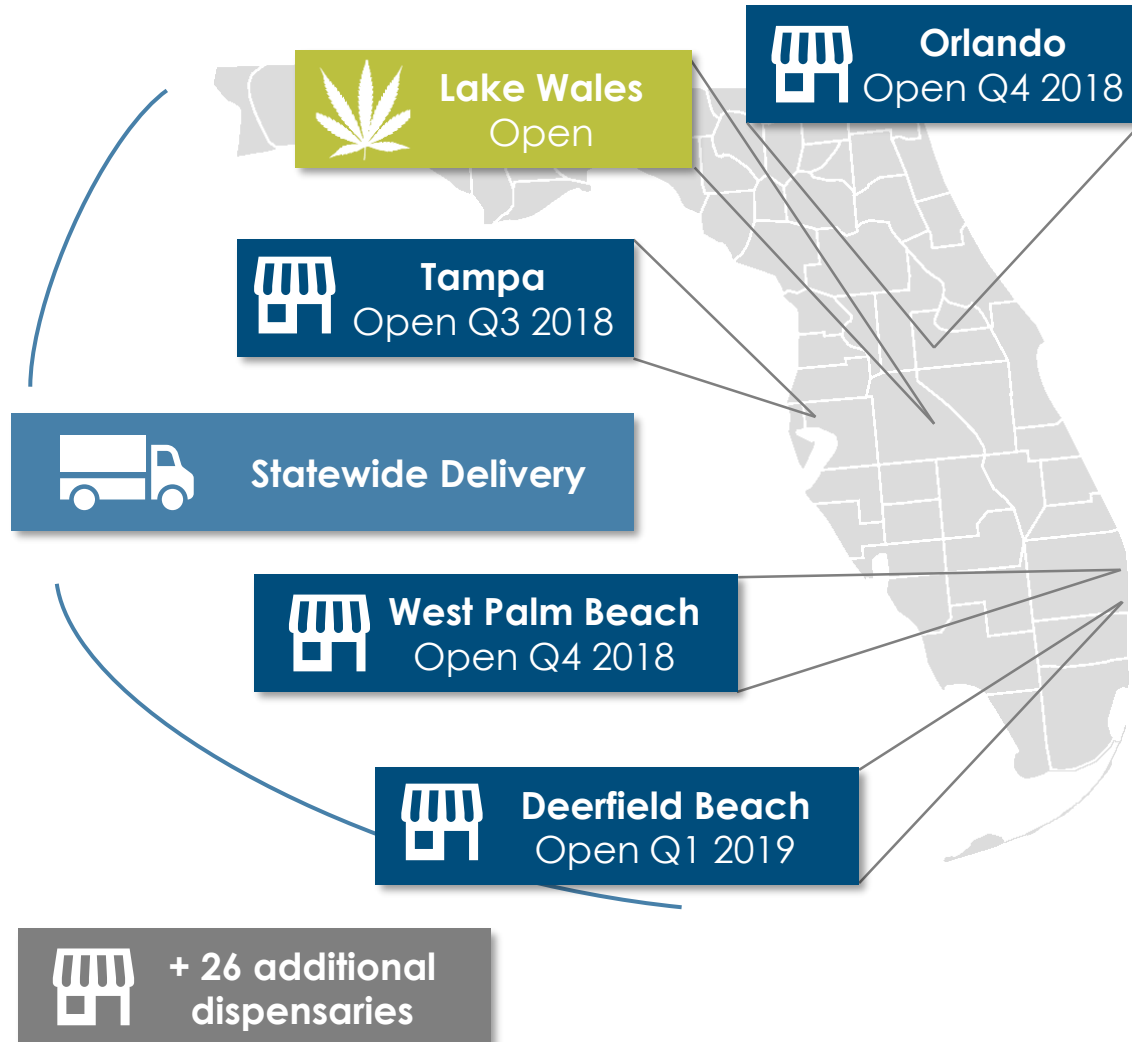 Orlando
Open Q4 2018
Lake Wales
Open
Tampa
Open Q3 2018
Statewide Delivery
West Palm Beach
Open Q4 2018
Deerfield Beach
Open Q1 2019
+ 26 additional
dispensaries